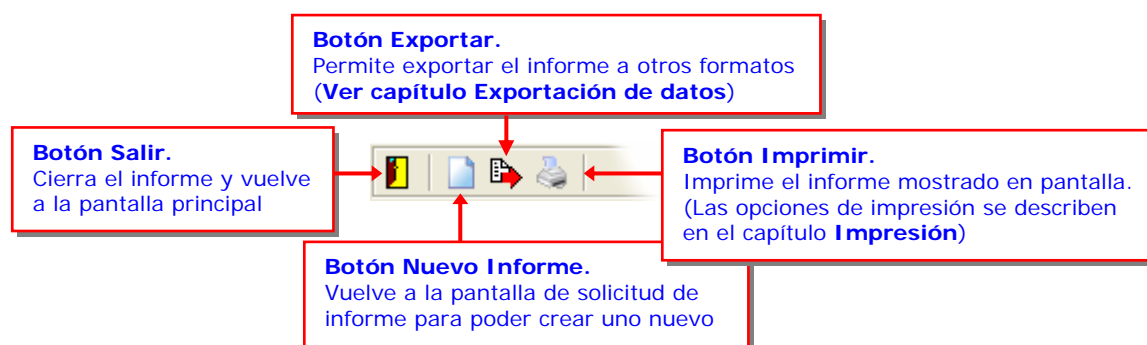 Botón Exportar.
Permite exportar el informe a otros formatos
(Ver capítulo Exportación de datos)
Botón Salir.
Cierra el informe y vuelve
a la pantalla principal
Botón Imprimir.
Imprime el informe mostrado en pantalla.
(Las opciones de impresión se describen
en el capítulo Impresión)
Botón Nuevo Informe.
Vuelve a la pantalla de solicitud de
informe para poder crear uno nuevo